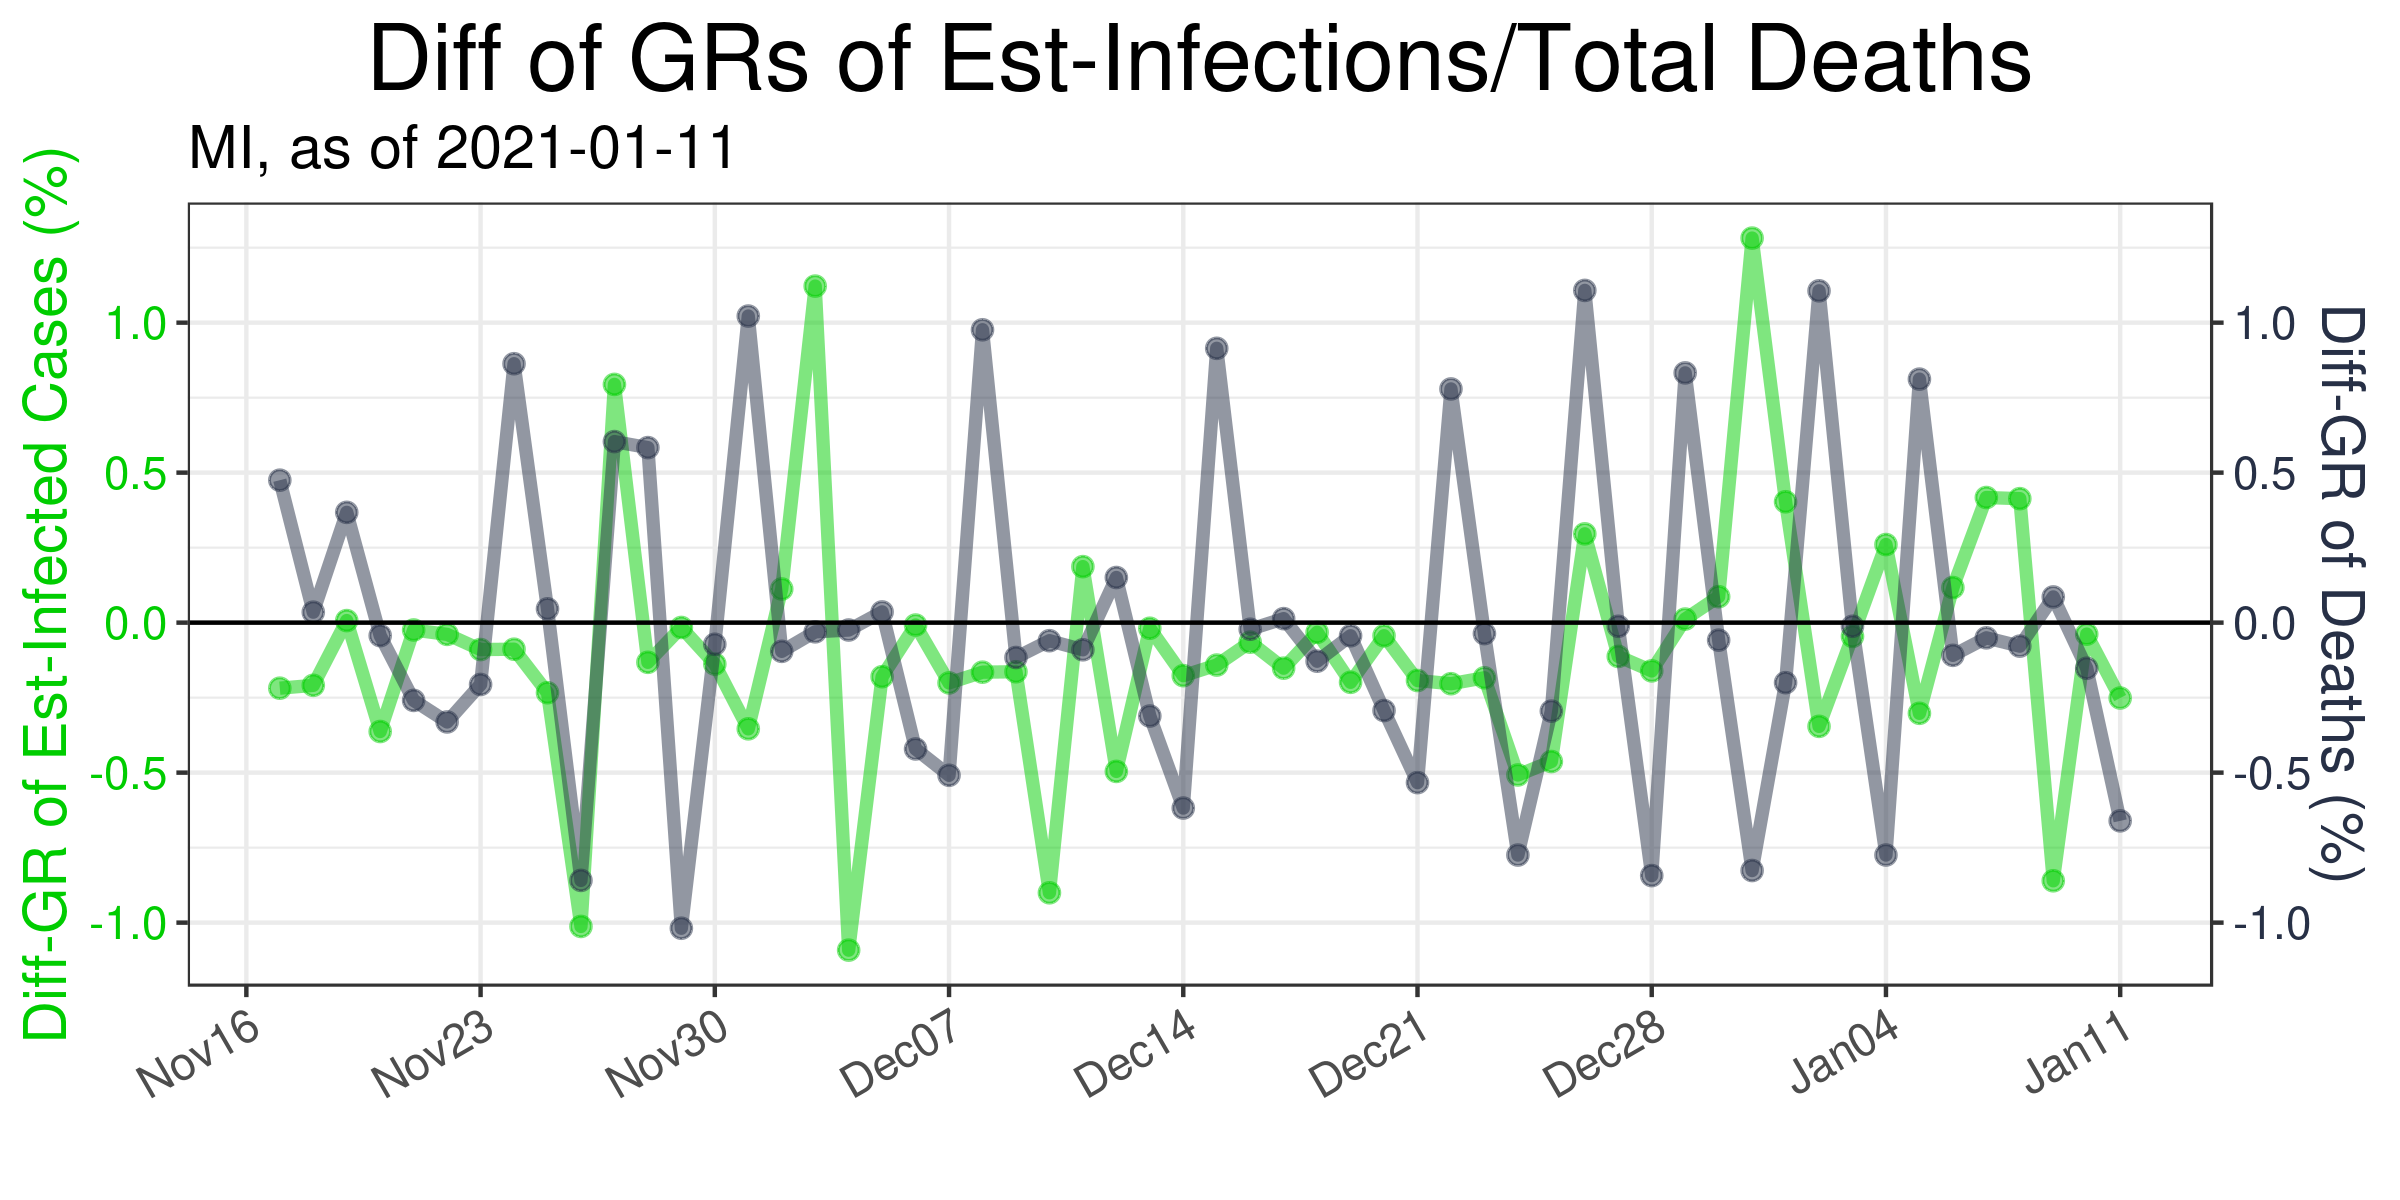 Diff of GRs of Est-Infections/Total Deaths
MI, as of 2021-01-11
Diff-GR of Est-Infected Cases (%)
1.0
0.5
0.0
-0.5
-1.0
1.0
0.5
0.0
-0.5
-1.0
Diff-GR of Deaths (%)
Nov16
Nov23
Nov30
Dec07
Dec14
Dec21
Dec28
Jan04
Jan11